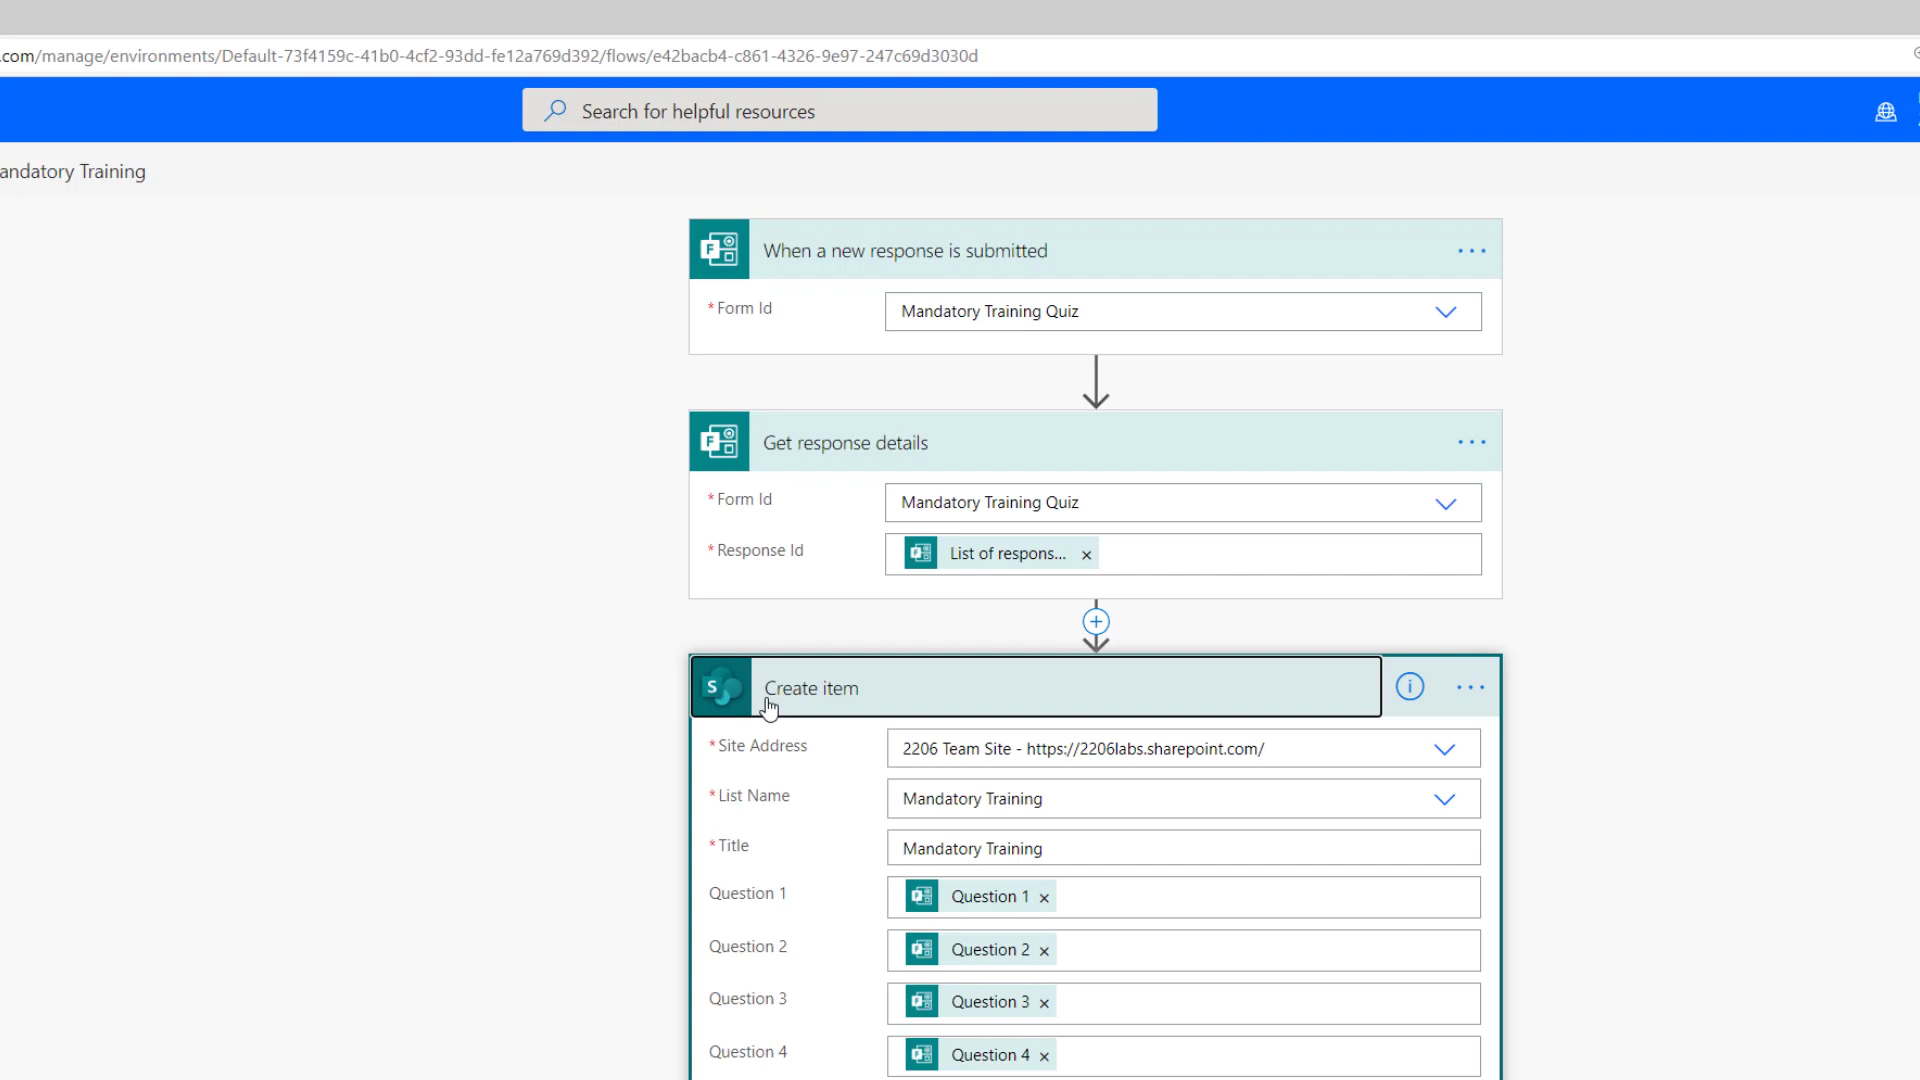 .com/manage/environments/Default-73f4159c-41b0-4cf2-93dd-fe12a769d392/flows/e42bacb4-c861-4326-9e97-247c69d3030d
Search for helpful resources
andatory Training
When a new response is submitted
* Form Id
Mandatory Training Quiz
Get response details
* Form Id
Mandatory Training Quiz
* Response Id
List of respons... ×
Create item
* Site Address
2206 Team Site - https://2206labs.sharepoint.com/
* List Name
Mandatory Training
* Title
Mandatory Training
Question 1
Question 1 ×
Question 2
Question 2 ×
Question 3
Question 3 ×
Question 4
Question 4 ×